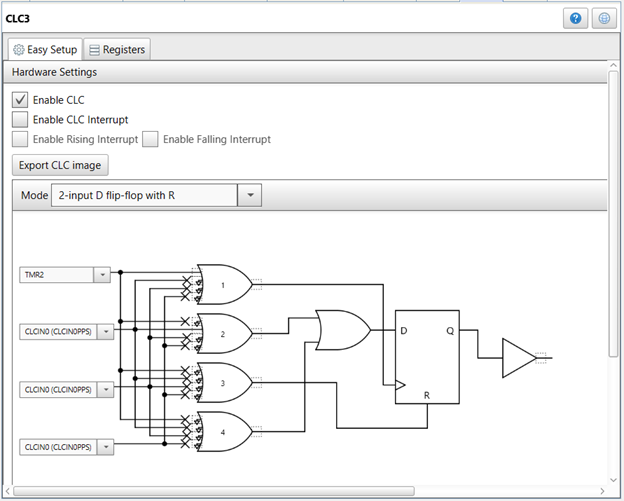 CLC3
Easy Setup
Registers
Hardware Settings
Enable CLC
Enable CLC Interrupt
Enable Rising Interrupt
Enable Falling Interrupt
Export CLC image
Mode
2-input D flip-flop with R
TMR2
1
CLCIN0 (CLCIN0PPS)
2
D
Q
CLCIN0 (CLCIN0PPS)
3
R
CLCIN0 (CLCIN0PPS)
4